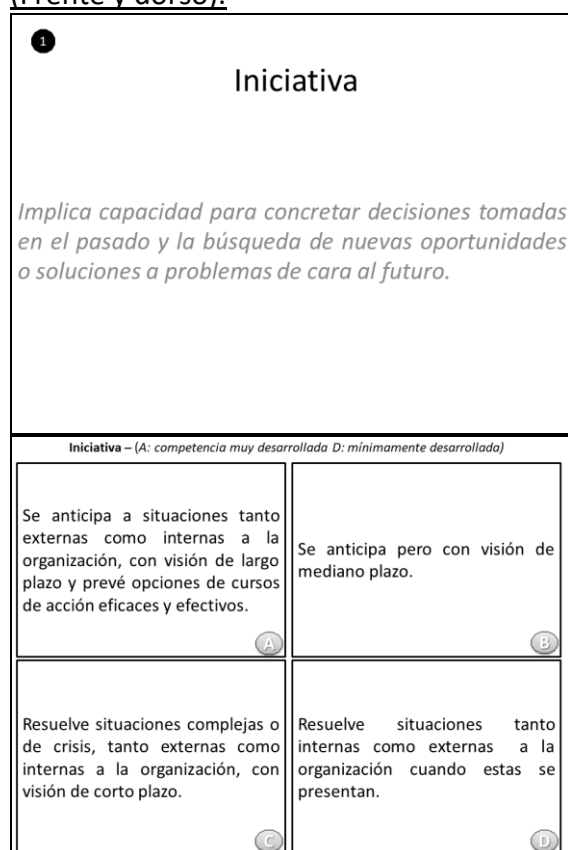 (Frente y dorso):
1
Iniciativa
Implica capacidad para concretar decisiones tomadas
en el pasado y la búsqueda de nuevas oportunidades
o soluciones a problemas de cara al futuro.
Iniciativa – (A: competencia muy desarrollada D: mínimamente desarrollada)
Se anticipa a situaciones tanto
externas como internas a la
organización, con visión de largo
plazo y prevé opciones de cursos
de acción eficaces y efectivos.
A
Se anticipa pero con visión de
mediano plazo.
B
Resuelve situaciones complejas o
de crisis, tanto externas como
internas a la organización, con
visión de corto plazo.
C
Resuelve situaciones tanto
internas como externas a la
organización cuando estas se
presentan.
D